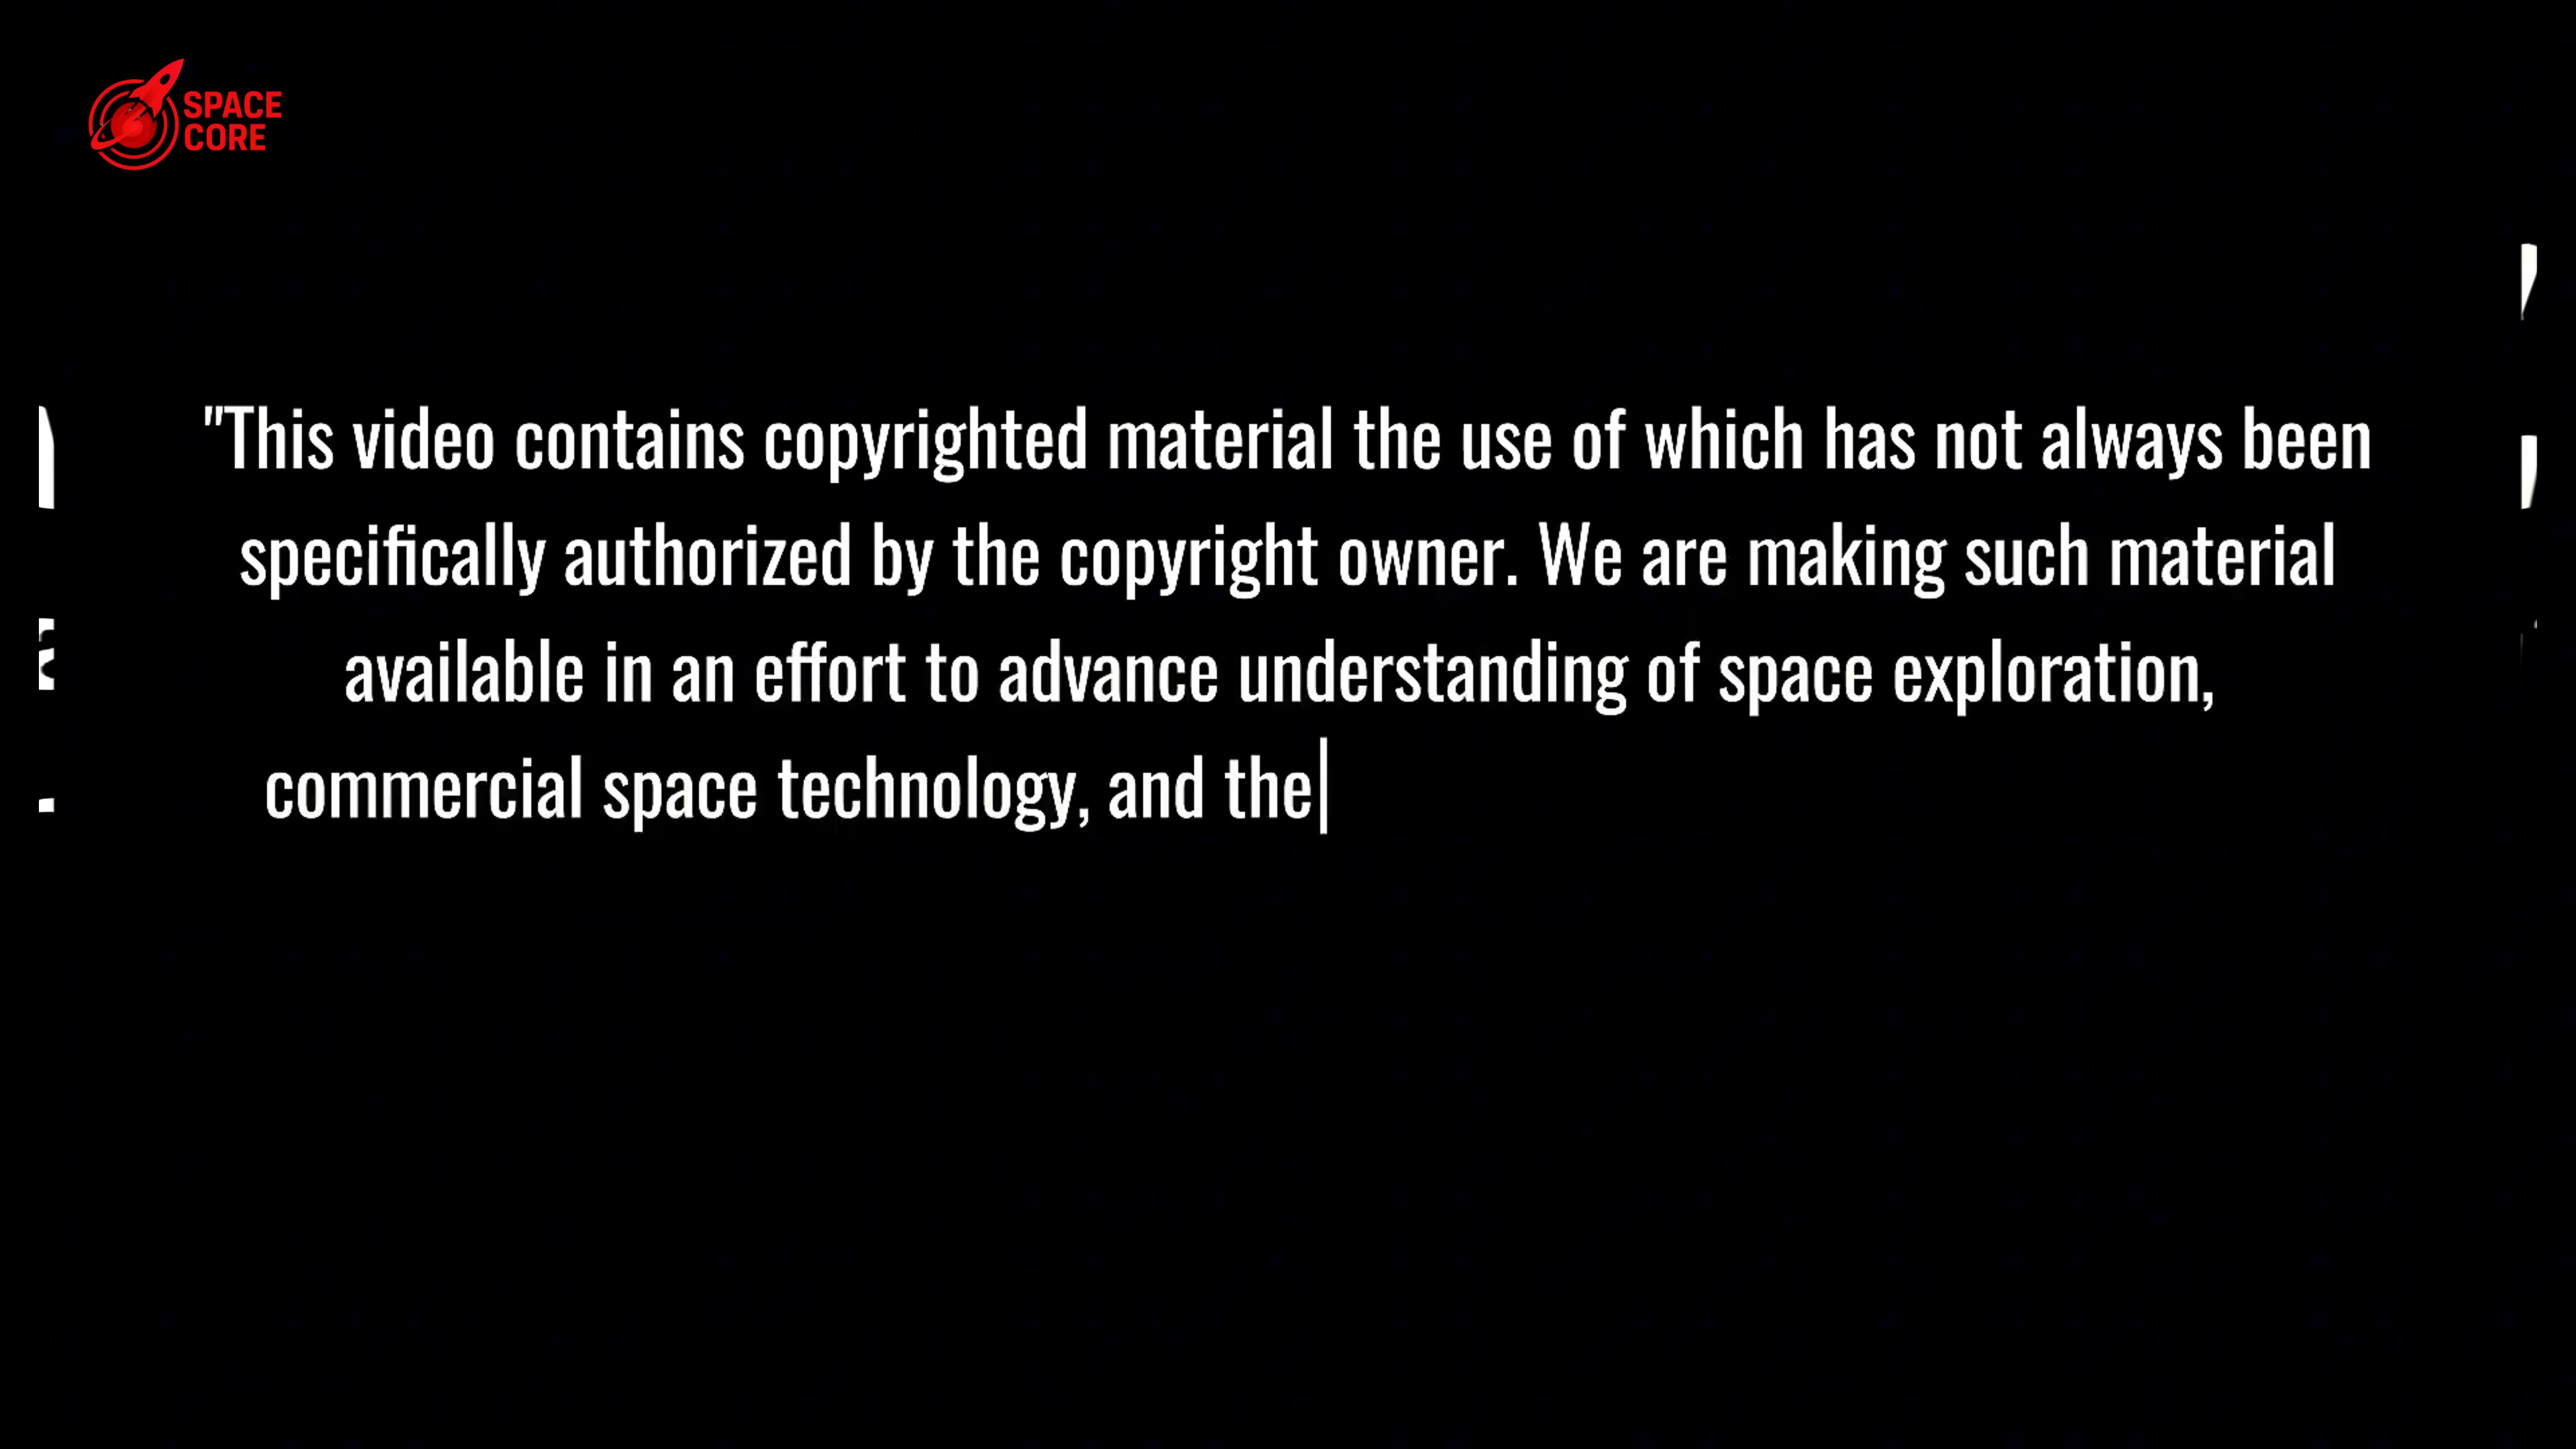 SPACE
CORE
"This video contains copyrighted material the use of which has not always been
specifically authorized by the copyright owner. We are making such material
available in an effort to advance understanding of space exploration,
commercial space technology, and the